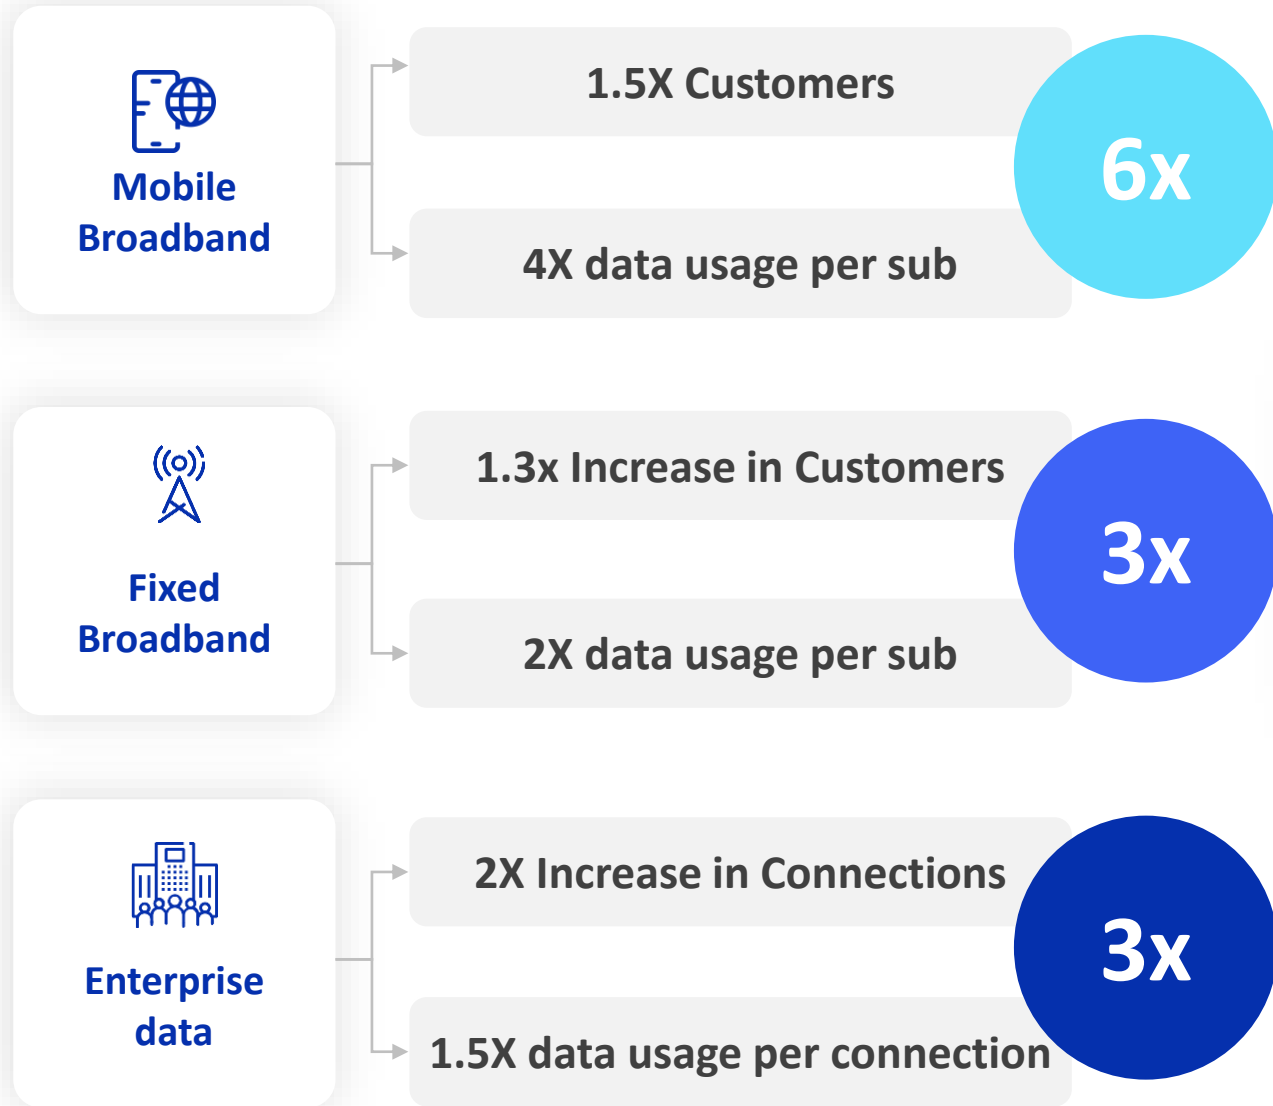 Mobile
Broadband
1.5X Customers
4X data usage per sub
6x
Fixed
Broadband
1.3x Increase in Customers
2X data usage per sub
3x
Enterprise
data
2X Increase in Connections
1.5X data usage per connection
3x